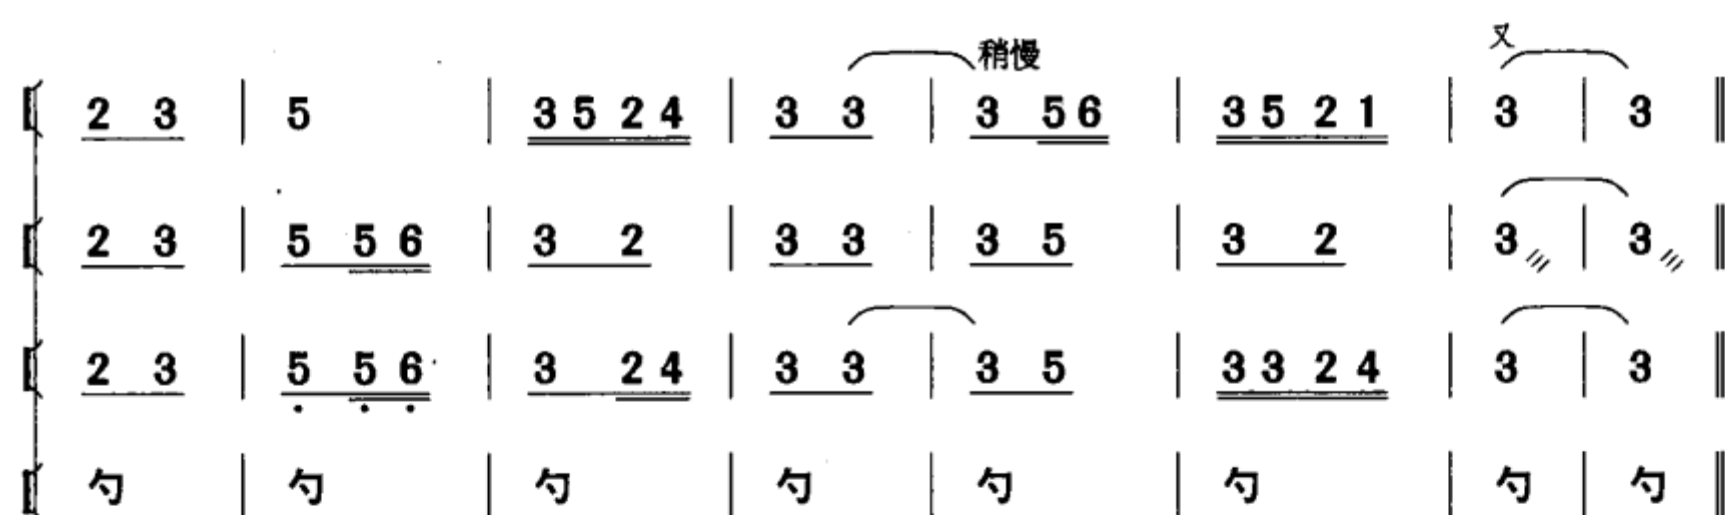 稍慢 又
2 3 | 5 | 3 5 2 4 | 3 3 | 3 5 6 | 3 5 2 1 | 3 | 3
2 3 | 5 5 6 | 3 2 | 3 3 | 3 5 | 3 2 | 3 | 3
2 3 | 5 5 6 | 3 2 4 | 3 3 | 3 5 | 3 3 2 4 | 3 | 3
勺 | 勺 | 勺 | 勺 | 勺 | 勺 | 勺 | 勺